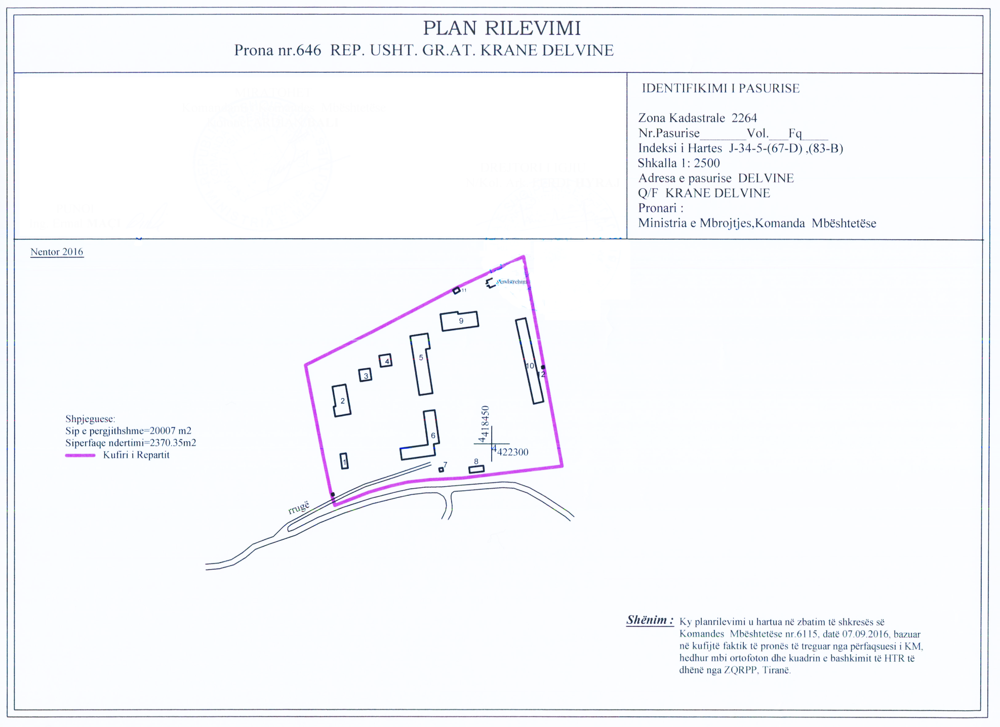 PLAN RILEVIMI
Prona nr.646 REP. USHT. GR.AT. KRANE DELVINE
IDENTIFIKIMI I PASURISE
Zona Kadastrale 2264
Nr.Pasurise_______Vol.___Fq____
Indeksi i Hartes J-34-5-(67-D) ,(83-B)
Shkalla 1: 2500
Adresa e pasurise DELVINE
Q/F KRANE DELVINE
Pronari :
Ministria e Mbrojtjes,Komanda Mbështetëse
Nentor 2016
Vendstrehim
11
9
5
4
3
10
12
2
6
1
7
8
4418450
4422300
rrugë
Shpjeguese:
Sip e pergjithshme=20007 m2
Siperfaqe ndertimi=2370.35m2
Kufiri i Repartit
Shënim : Ky planrilevimi u hartua në zbatim të shkresës së
Komandes Mbështetëse nr.6115, datë 07.09.2016, bazuar
në kufijtë faktik të pronës të treguar nga përfaqsuesi i KM,
hedhur mbi ortofoton dhe kuadrin e bashkimit të HTR të
dhënë nga ZQRPP, Tiranë.